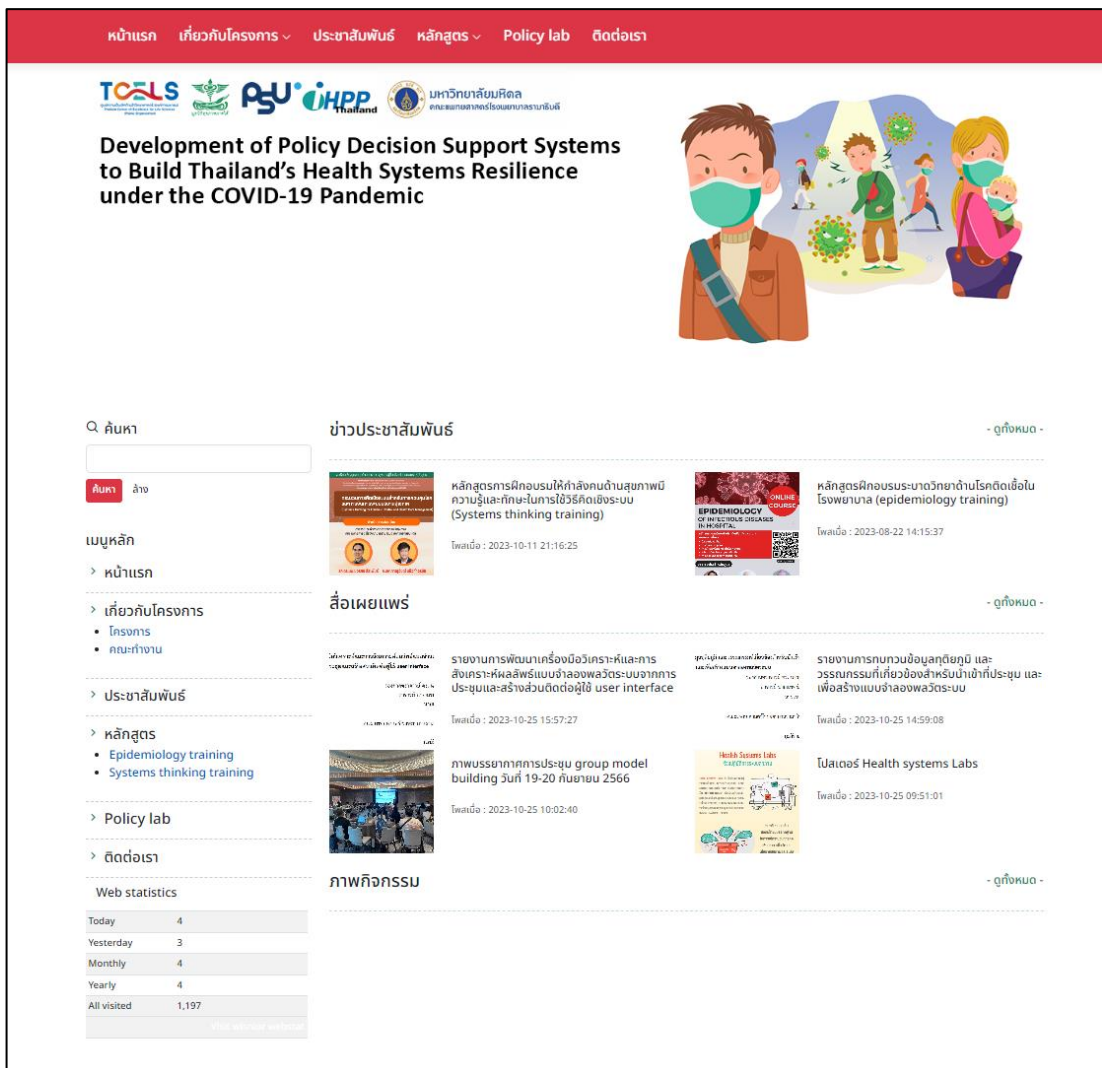 หน้าแรก เกี่ยวกับโครงการ ประชาสัมพันธ์ หลักสูตร Policy lab ติดต่อเรา
TCELS PSU IHPP Thailand มหาวิทยาลัยมหิดล
คณะแพทยศาสตร์โรงพยาบาลรามาธิบดี
Development of Policy Decision Support Systems
to Build Thailand's Health Systems Resilience
under the COVID-19 Pandemic
ค้นหา
ค้นหา ล้าง
เมนูหลัก
หน้าแรก
เกี่ยวกับโครงการ
โครงการ
คณะทำงาน
ประชาสัมพันธ์
หลักสูตร
Epidemiology training
Systems thinking training
Policy lab
ติดต่อเรา
Web statistics
Today 4
Yesterday 3
Monthly 4
Yearly 4
All visited 1,197
ข่าวประชาสัมพันธ์ - ดูทั้งหมด -
หลักสูตรการฝึกอบรมให้กำลังคนด้านสุขภาพมี
ความรู้และทักษะในการใช้วิธีคิดเชิงระบบ
(Systems thinking training)
โพสเมื่อ : 2023-10-11 21:16:25
ONLINE
COURSE
EPIDEMIOLOGY
OF INFECTIOUS DISEASES
IN HOSPITAL
หลักสูตรฝึกอบรมระบาดวิทยาด้านโรคติดเชื้อใน
โรงพยาบาล (epidemiology training)
โพสเมื่อ : 2023-08-22 14:15:37
สื่อเผยแพร่ - ดูทั้งหมด -
รายงานการพัฒนาเครื่องมือวิเคราะห์และการ
สังเคราะห์ผลลัพธ์แบบจำลองพลวัตระบบจากการ
ประชุมและสร้างส่วนติดต่อผู้ใช้ user interface
โพสเมื่อ : 2023-10-25 15:57:27
รายงานการทบทวนข้อมูลทุติยภูมิ และ
วรรณกรรมที่เกี่ยวข้องสำหรับนำเข้าที่ประชุม และ
เพื่อสร้างแบบจำลองพลวัตระบบ
โพสเมื่อ : 2023-10-25 14:59:08
ภาพบรรยากาศการประชุม group model
building วันที่ 19-20 กันยายน 2566
โพสเมื่อ : 2023-10-25 10:02:40
Health Systems Labs
โปสเตอร์ Health systems Labs
โพสเมื่อ : 2023-10-25 09:51:01
ภาพกิจกรรม - ดูทั้งหมด -